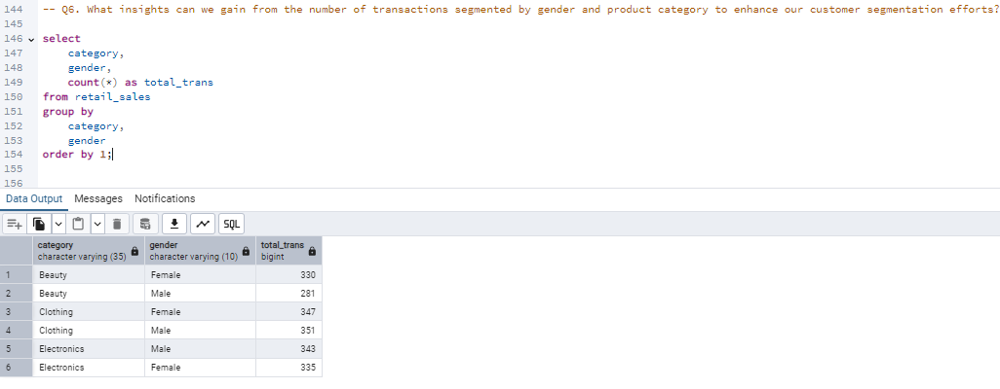 144 -- Q6. What insights can we gain from the number of transactions segmented by gender and product category to enhance our customer segmentation efforts?
145
146 select
147 category,
148 gender,
149 count(*) as total_trans
150 from retail_sales
151 group by
152 category,
153 gender
154 order by 1;
155
156
Data Output Messages Notifications
SQL
category gender total_trans
character varying (35) character varying (10) bigint
1 Beauty Female 330
2 Beauty Male 281
3 Clothing Female 347
4 Clothing Male 351
5 Electronics Male 343
6 Electronics Female 335